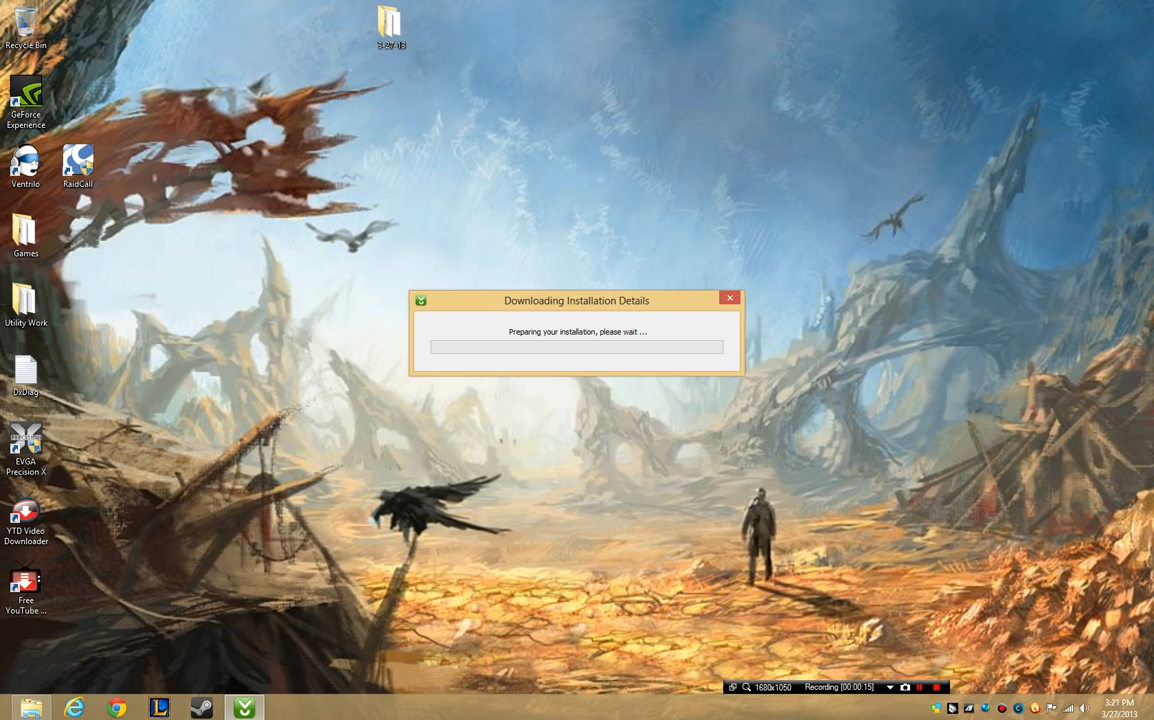 Recycle Bin
3-27-13
GeForce
Experience
Ventrilo
RaidCall
Games
Utility Work
DxDiag
EVGA
Precision X
YTD Video
Downloader
Free
YouTube ...
Downloading Installation Details
Preparing your installation, please wait ...
1680x1050
Recording [00:00:15]
3:21 PM
3/27/2013